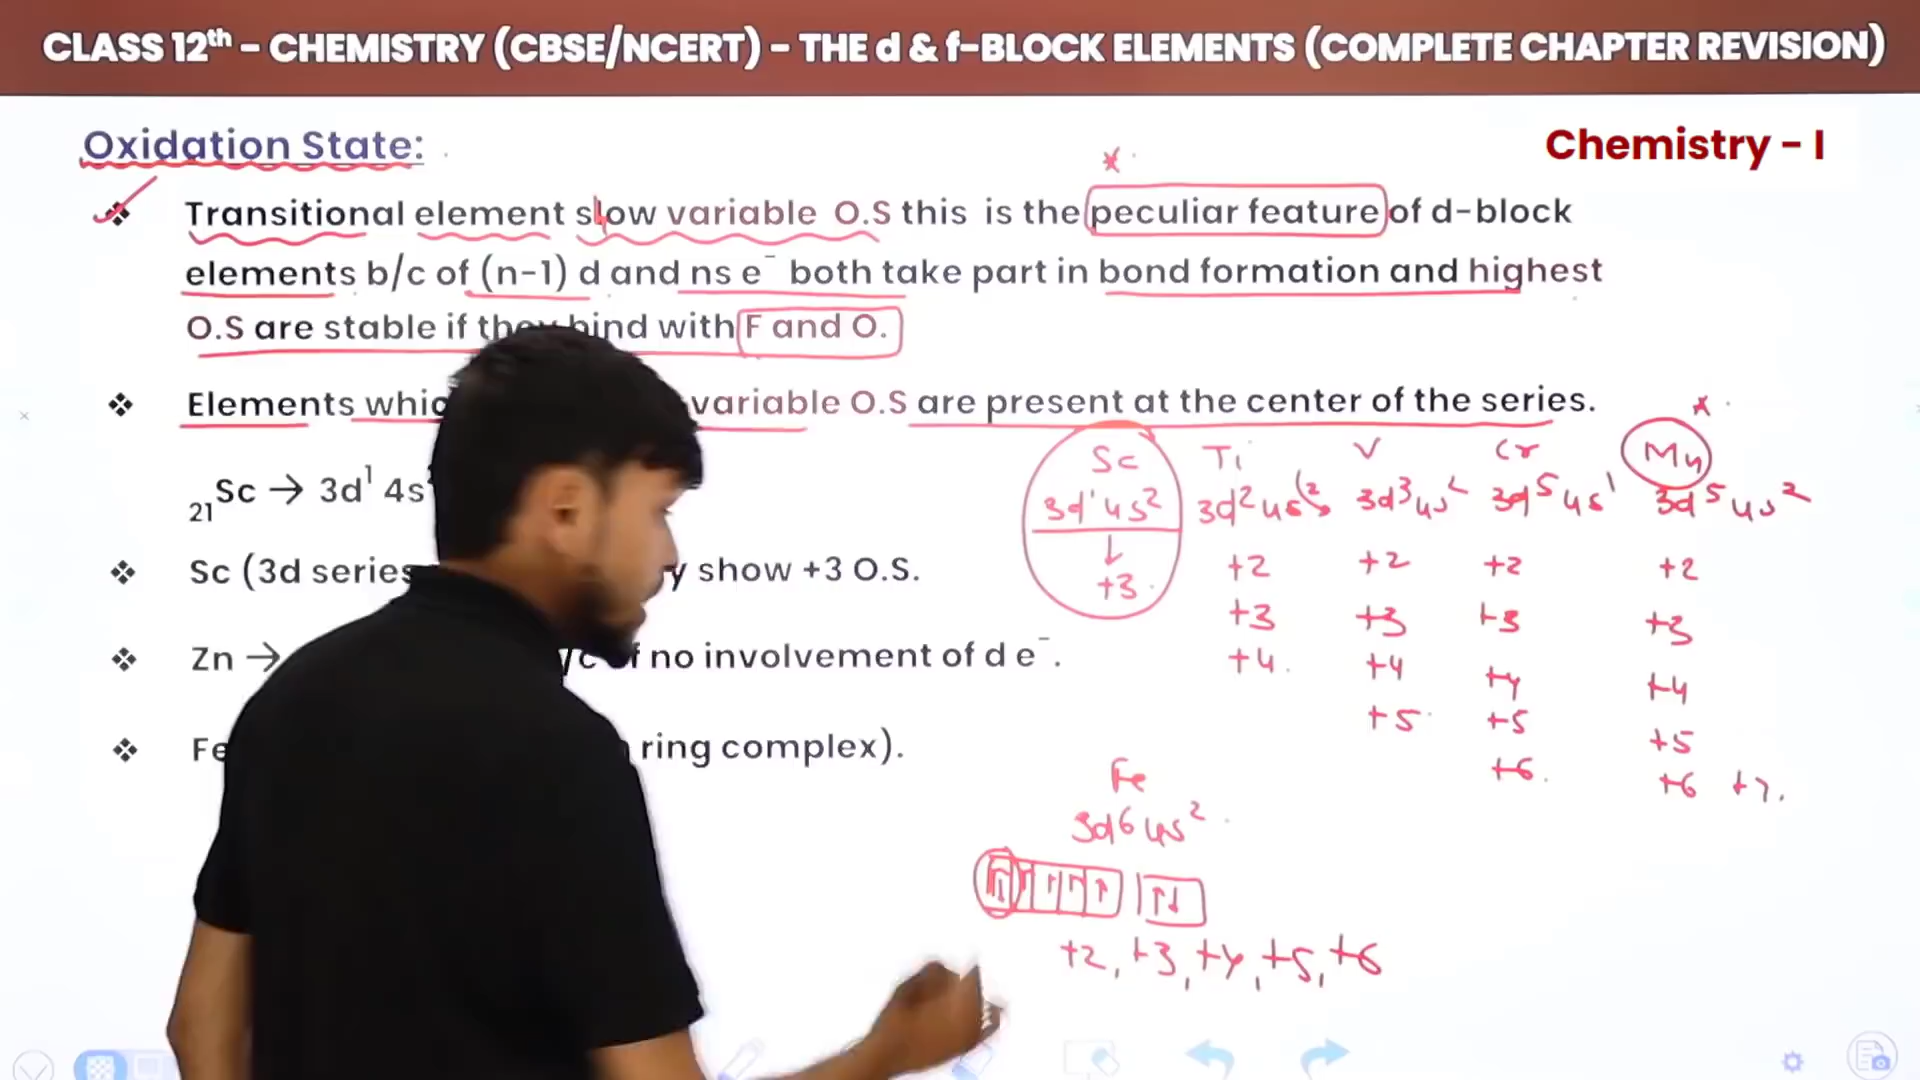 CLASS 12th - CHEMISTRY (CBSE/NCERT) - THE d & f-BLOCK ELEMENTS (COMPLETE CHAPTER REVISION)
Oxidation State:
Chemistry - I
❖ Transitional element slow variable O.S this is the peculiar feature of d-block
elements b/c of (n-1) d and ns e⁻ both take part in bond formation and highest
O.S are stable if they bind with F and O.
❖ Elements variable O.S are present at the center of the series.
Sc Ti V Cr Mn
3d¹4s² 3d²4s² 3d³4s² 3d⁵4s¹ 3d⁵4s²
₂₁Sc → 3d¹ 4s
↓
+3
+2 +2 +2 +2
+3 +3 +3 +3
+4 +4 +4 +4
+5 +5 +5
+6 +6 +7
❖ Sc (3d series show +3 O.S.
❖ Zn → of no involvement of d e⁻.
❖ Fe ring complex).
Fe
3d⁶4s²
+2, +3, +4, +5, +6